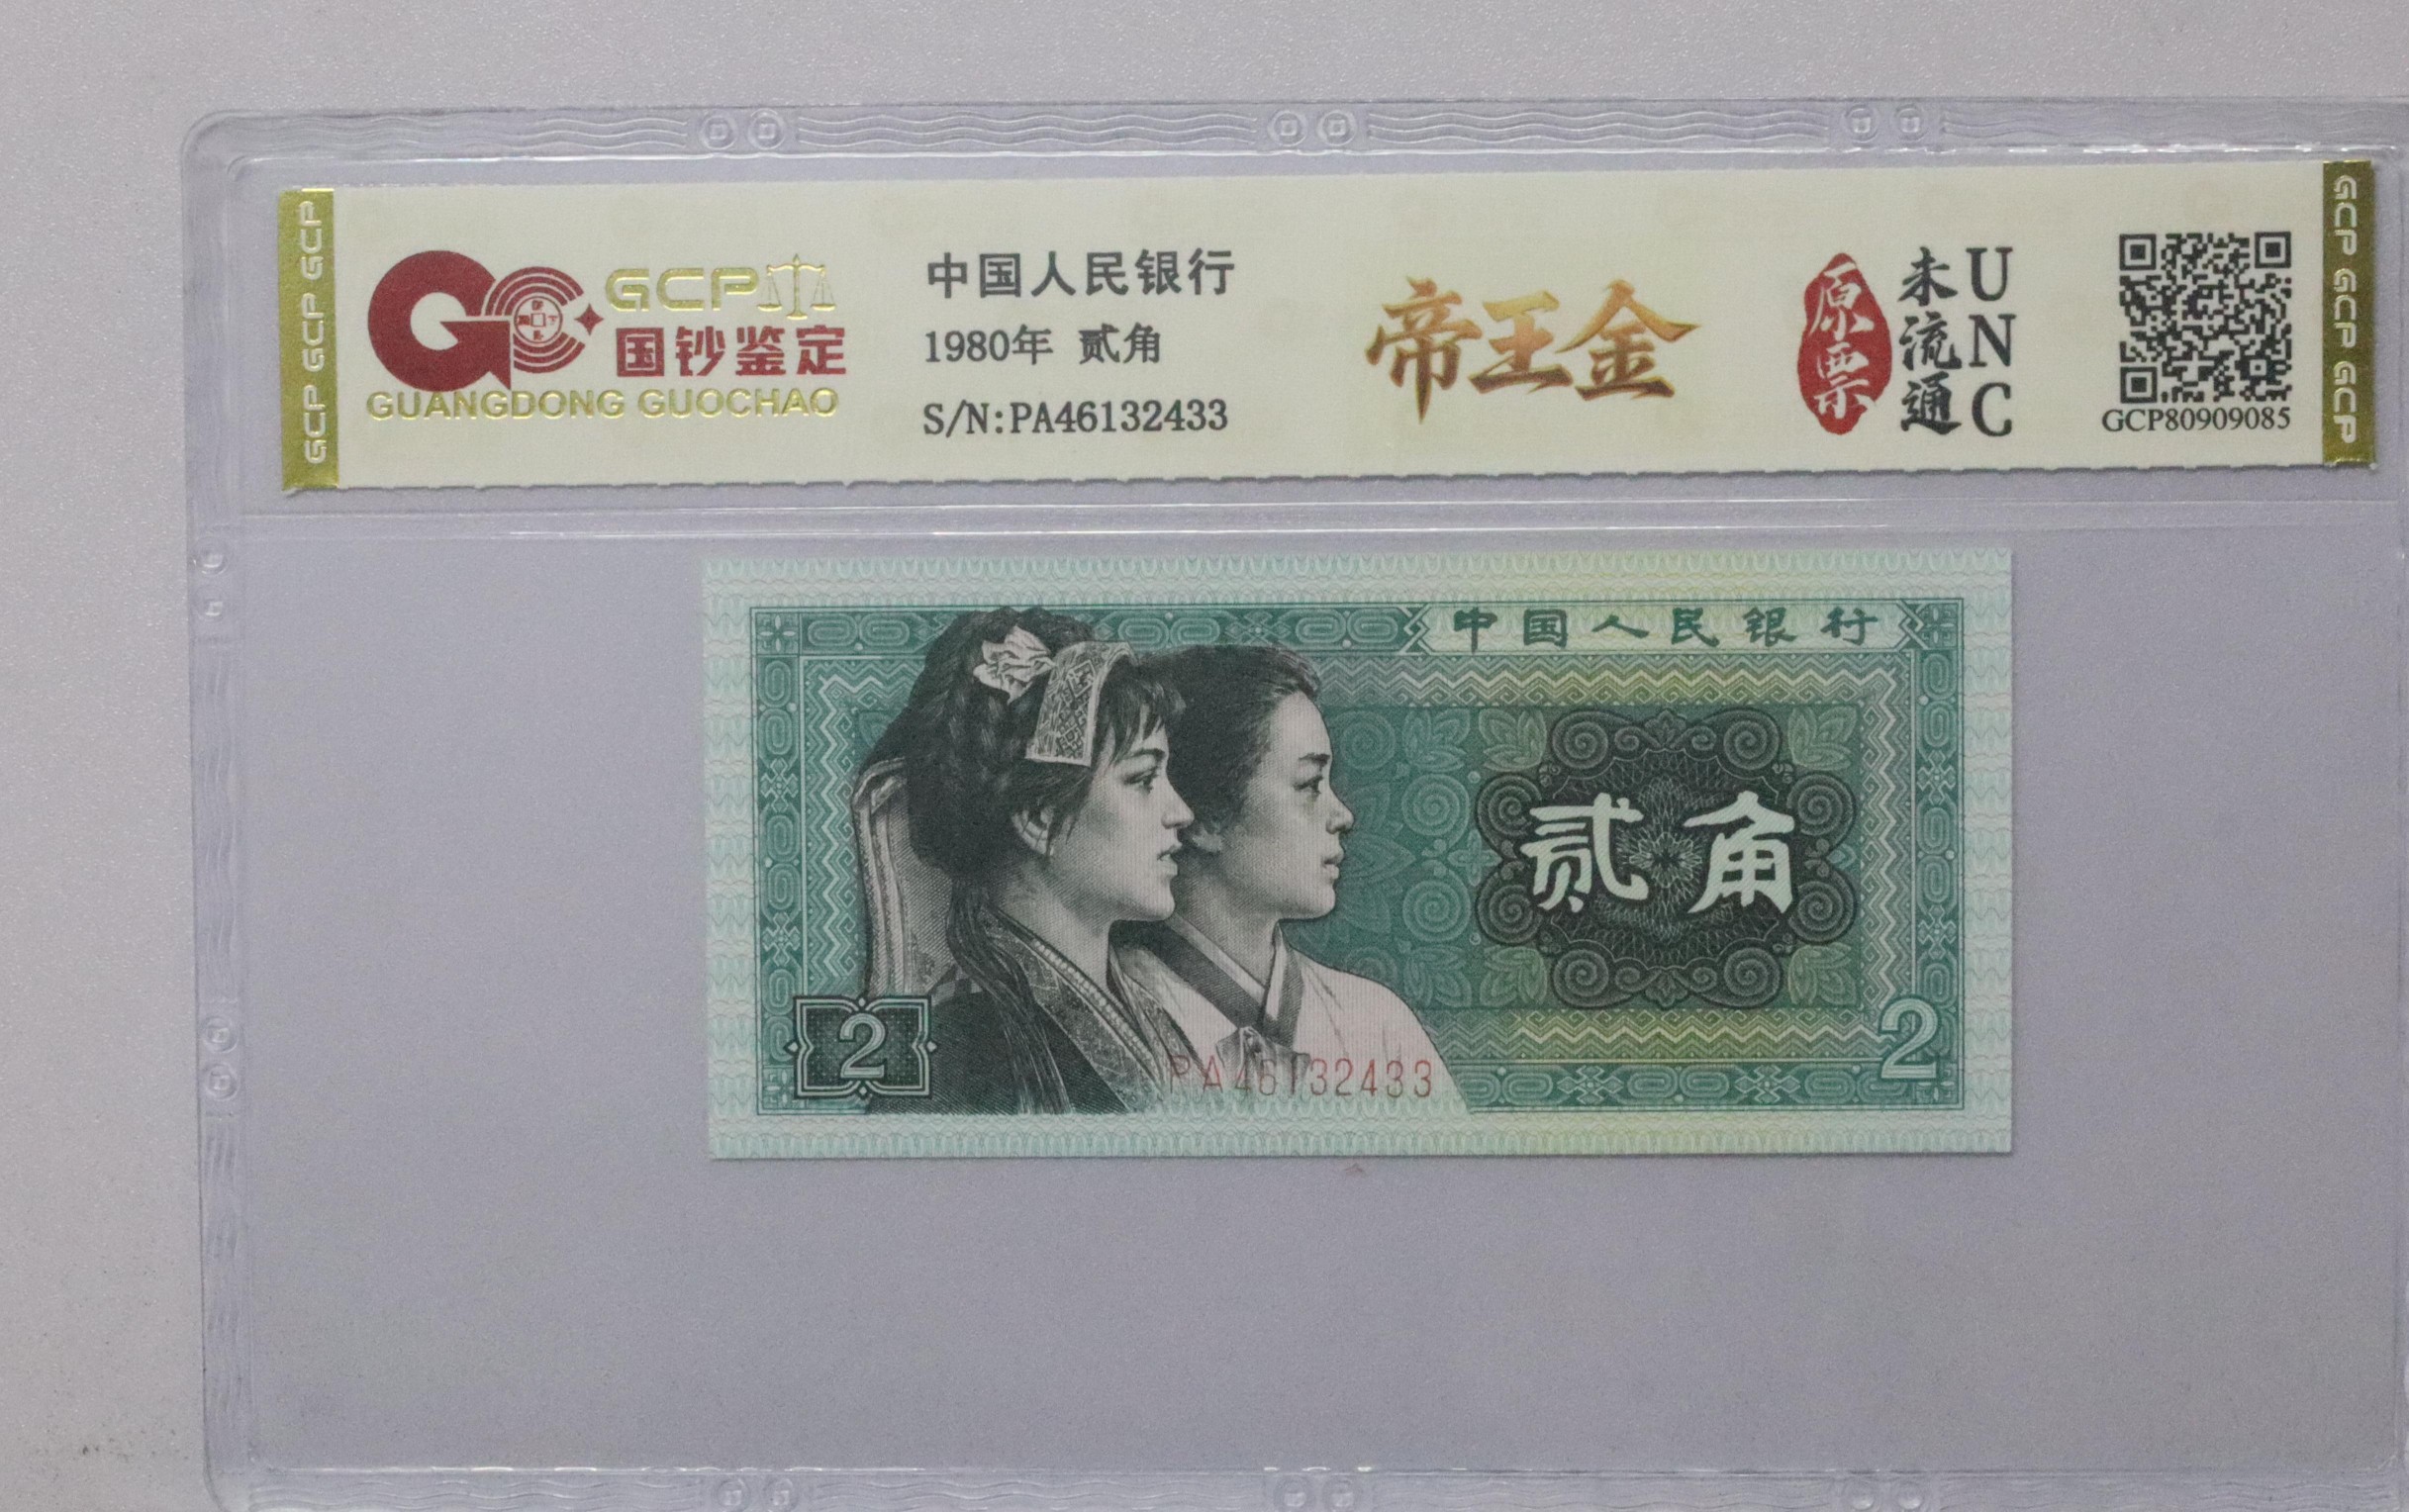 GCP GCP GCP
GCP
国钞鉴定
GUANGDONG GUOCHAO
中国人民银行
1980年 贰角
S/N:PA46132433
帝王金
原票
未流通
UNC
GCP80909085
GCP GCP GCP
中国人民银行
贰角
2
2
PA46132433